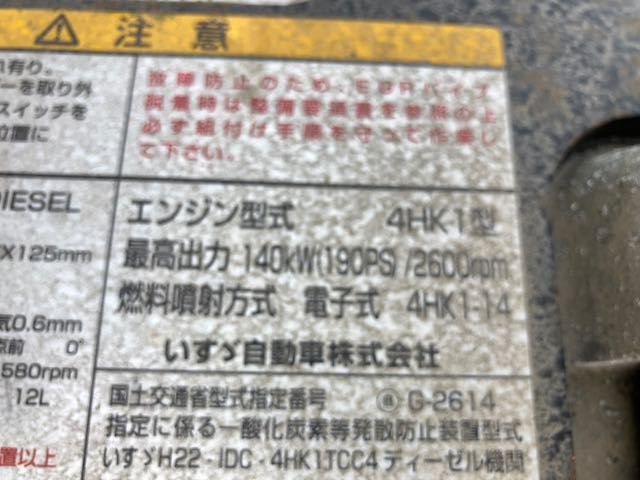 注意
有り。
ーを取り外
スイッチを
位置に
故障防止のため、EGRパイプ
脱着時は整備要領書を参照の上
必ず組付け手順を守って作業し
て下さい。
DIESEL
X125mm
気0.6mm
点前 0°
580rpm
12L
置以上
エンジン型式 4HK1型
最高出力 140kW(190PS)/2600rpm
燃料噴射方式 電子式 4HK1-14
いすゞ自動車株式会社
国土交通省型式指定番号 G-2614
指定に係る一酸化炭素等発散防止装置型式
いすゞH22-IDC-4HK1TCC4ディーゼル機関